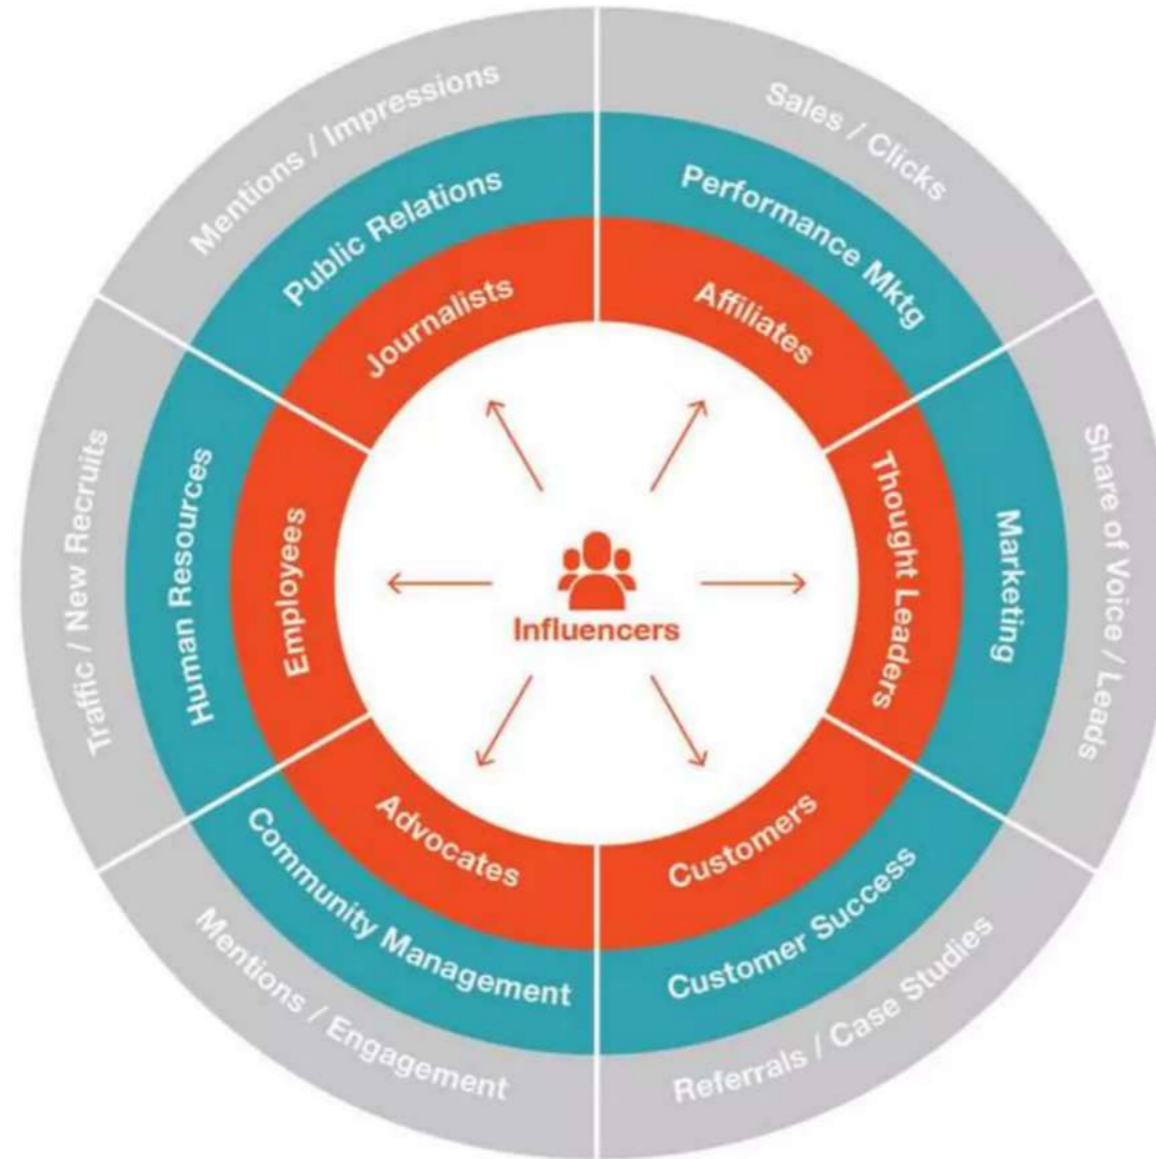 Mentions / Impressions
Sales / Clicks
Public Relations
Performance Mktg
Journalists
Affiliates
Traffic / New Recruits
Human Resources
Employees
Influencers
Thought Leaders
Marketing
Share of Voice / Leads
Advocates
Customers
Community Management
Customer Success
Mentions / Engagement
Referrals / Case Studies